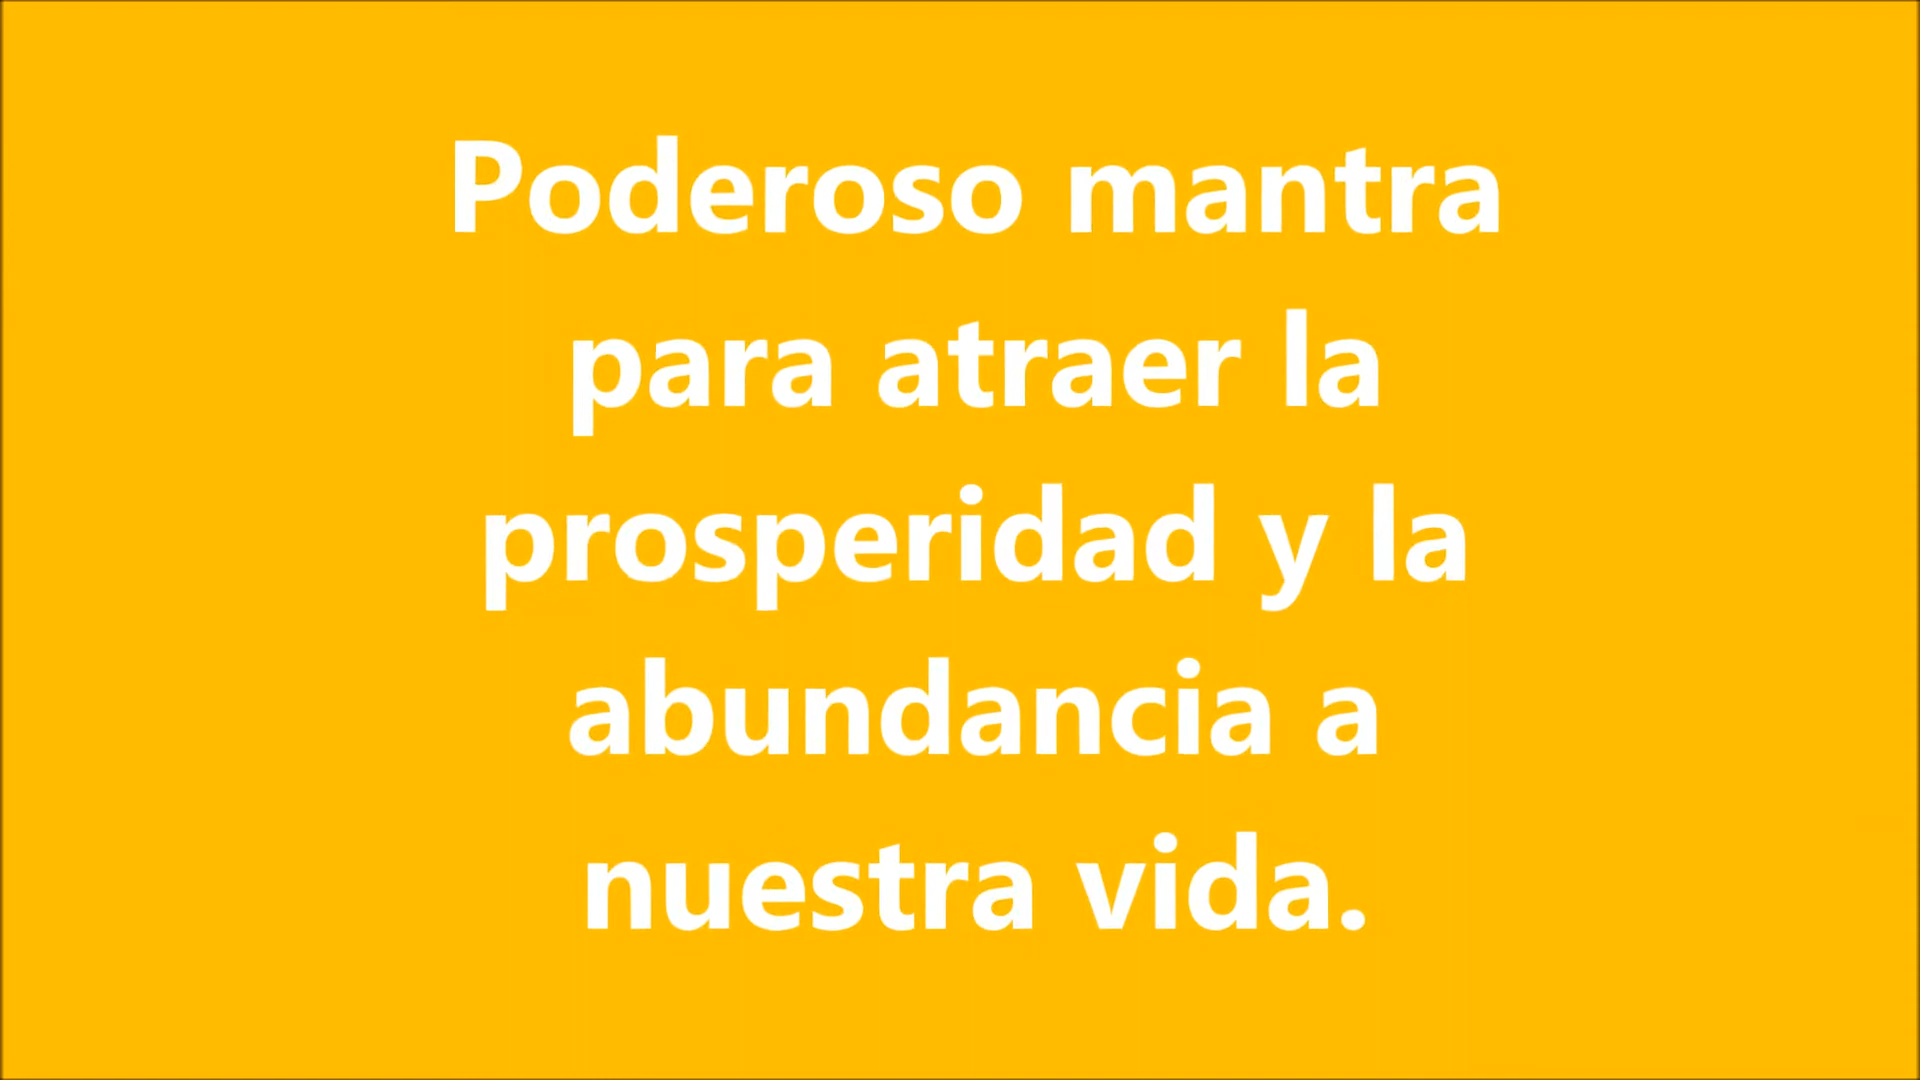 Poderoso mantra
para atraer la
prosperidad y la
abundancia a
nuestra vida.